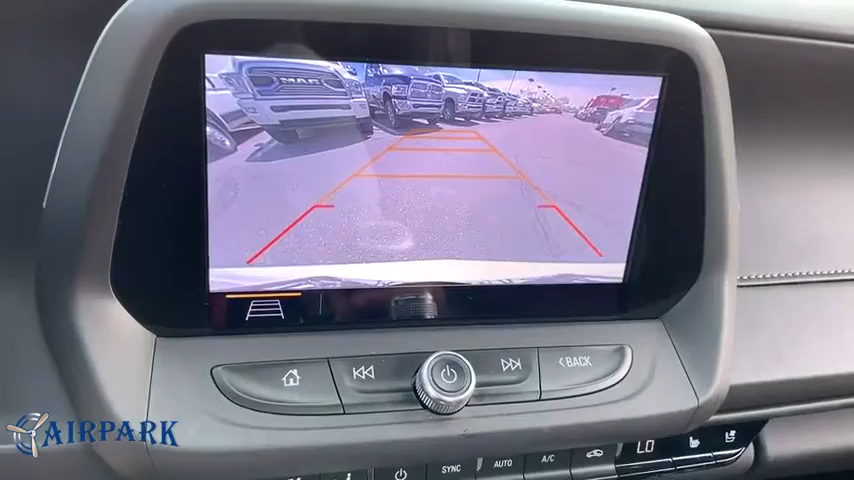 RAM
BACK
AIRPARK
SYNC
AUTO
A/C
LO